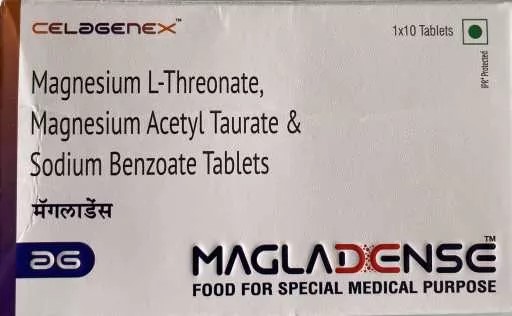 CELAGENEX™
1x10 Tablets
IPR* Protected
Magnesium L-Threonate,
Magnesium Acetyl Taurate &
Sodium Benzoate Tablets
मॅगलाडेंस
MAGLADENSE™
FOOD FOR SPECIAL MEDICAL PURPOSE